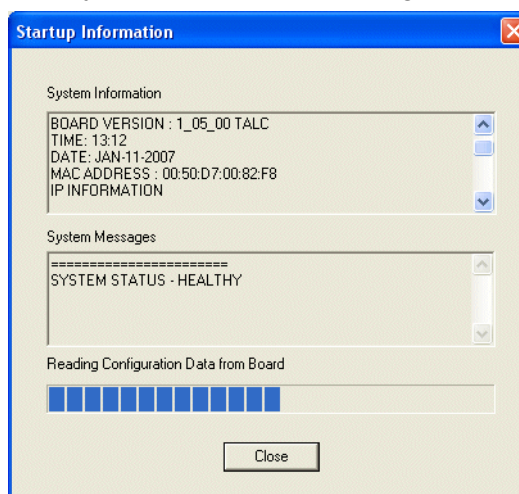 Startup Information
System Information
BOARD VERSION : 1_05_00 TALC
TIME: 13:12
DATE: JAN-11-2007
MAC ADDRESS : 00:50:D7:00:82:F8
IP INFORMATION
System Messages
=======================
SYSTEM STATUS - HEALTHY
Reading Configuration Data from Board
Close